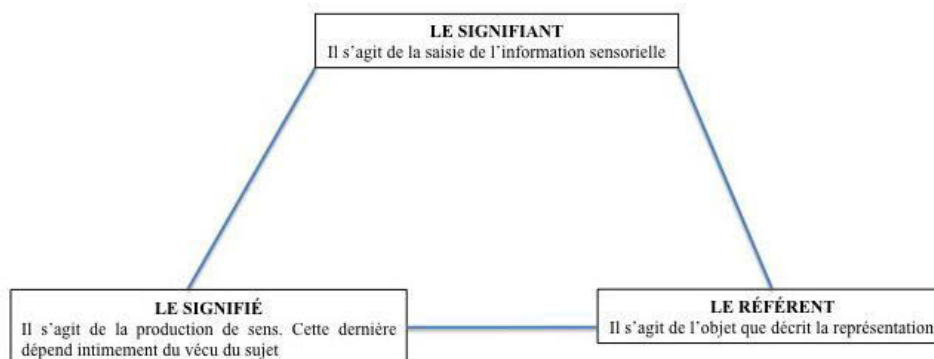 LE SIGNIFIANT
Il s’agit de la saisie de l’information sensorielle
LE SIGNIFIÉ
Il s’agit de la production de sens. Cette dernière
dépend intimement du vécu du sujet
LE RÉFÉRENT
Il s’agit de l’objet que décrit la représentation